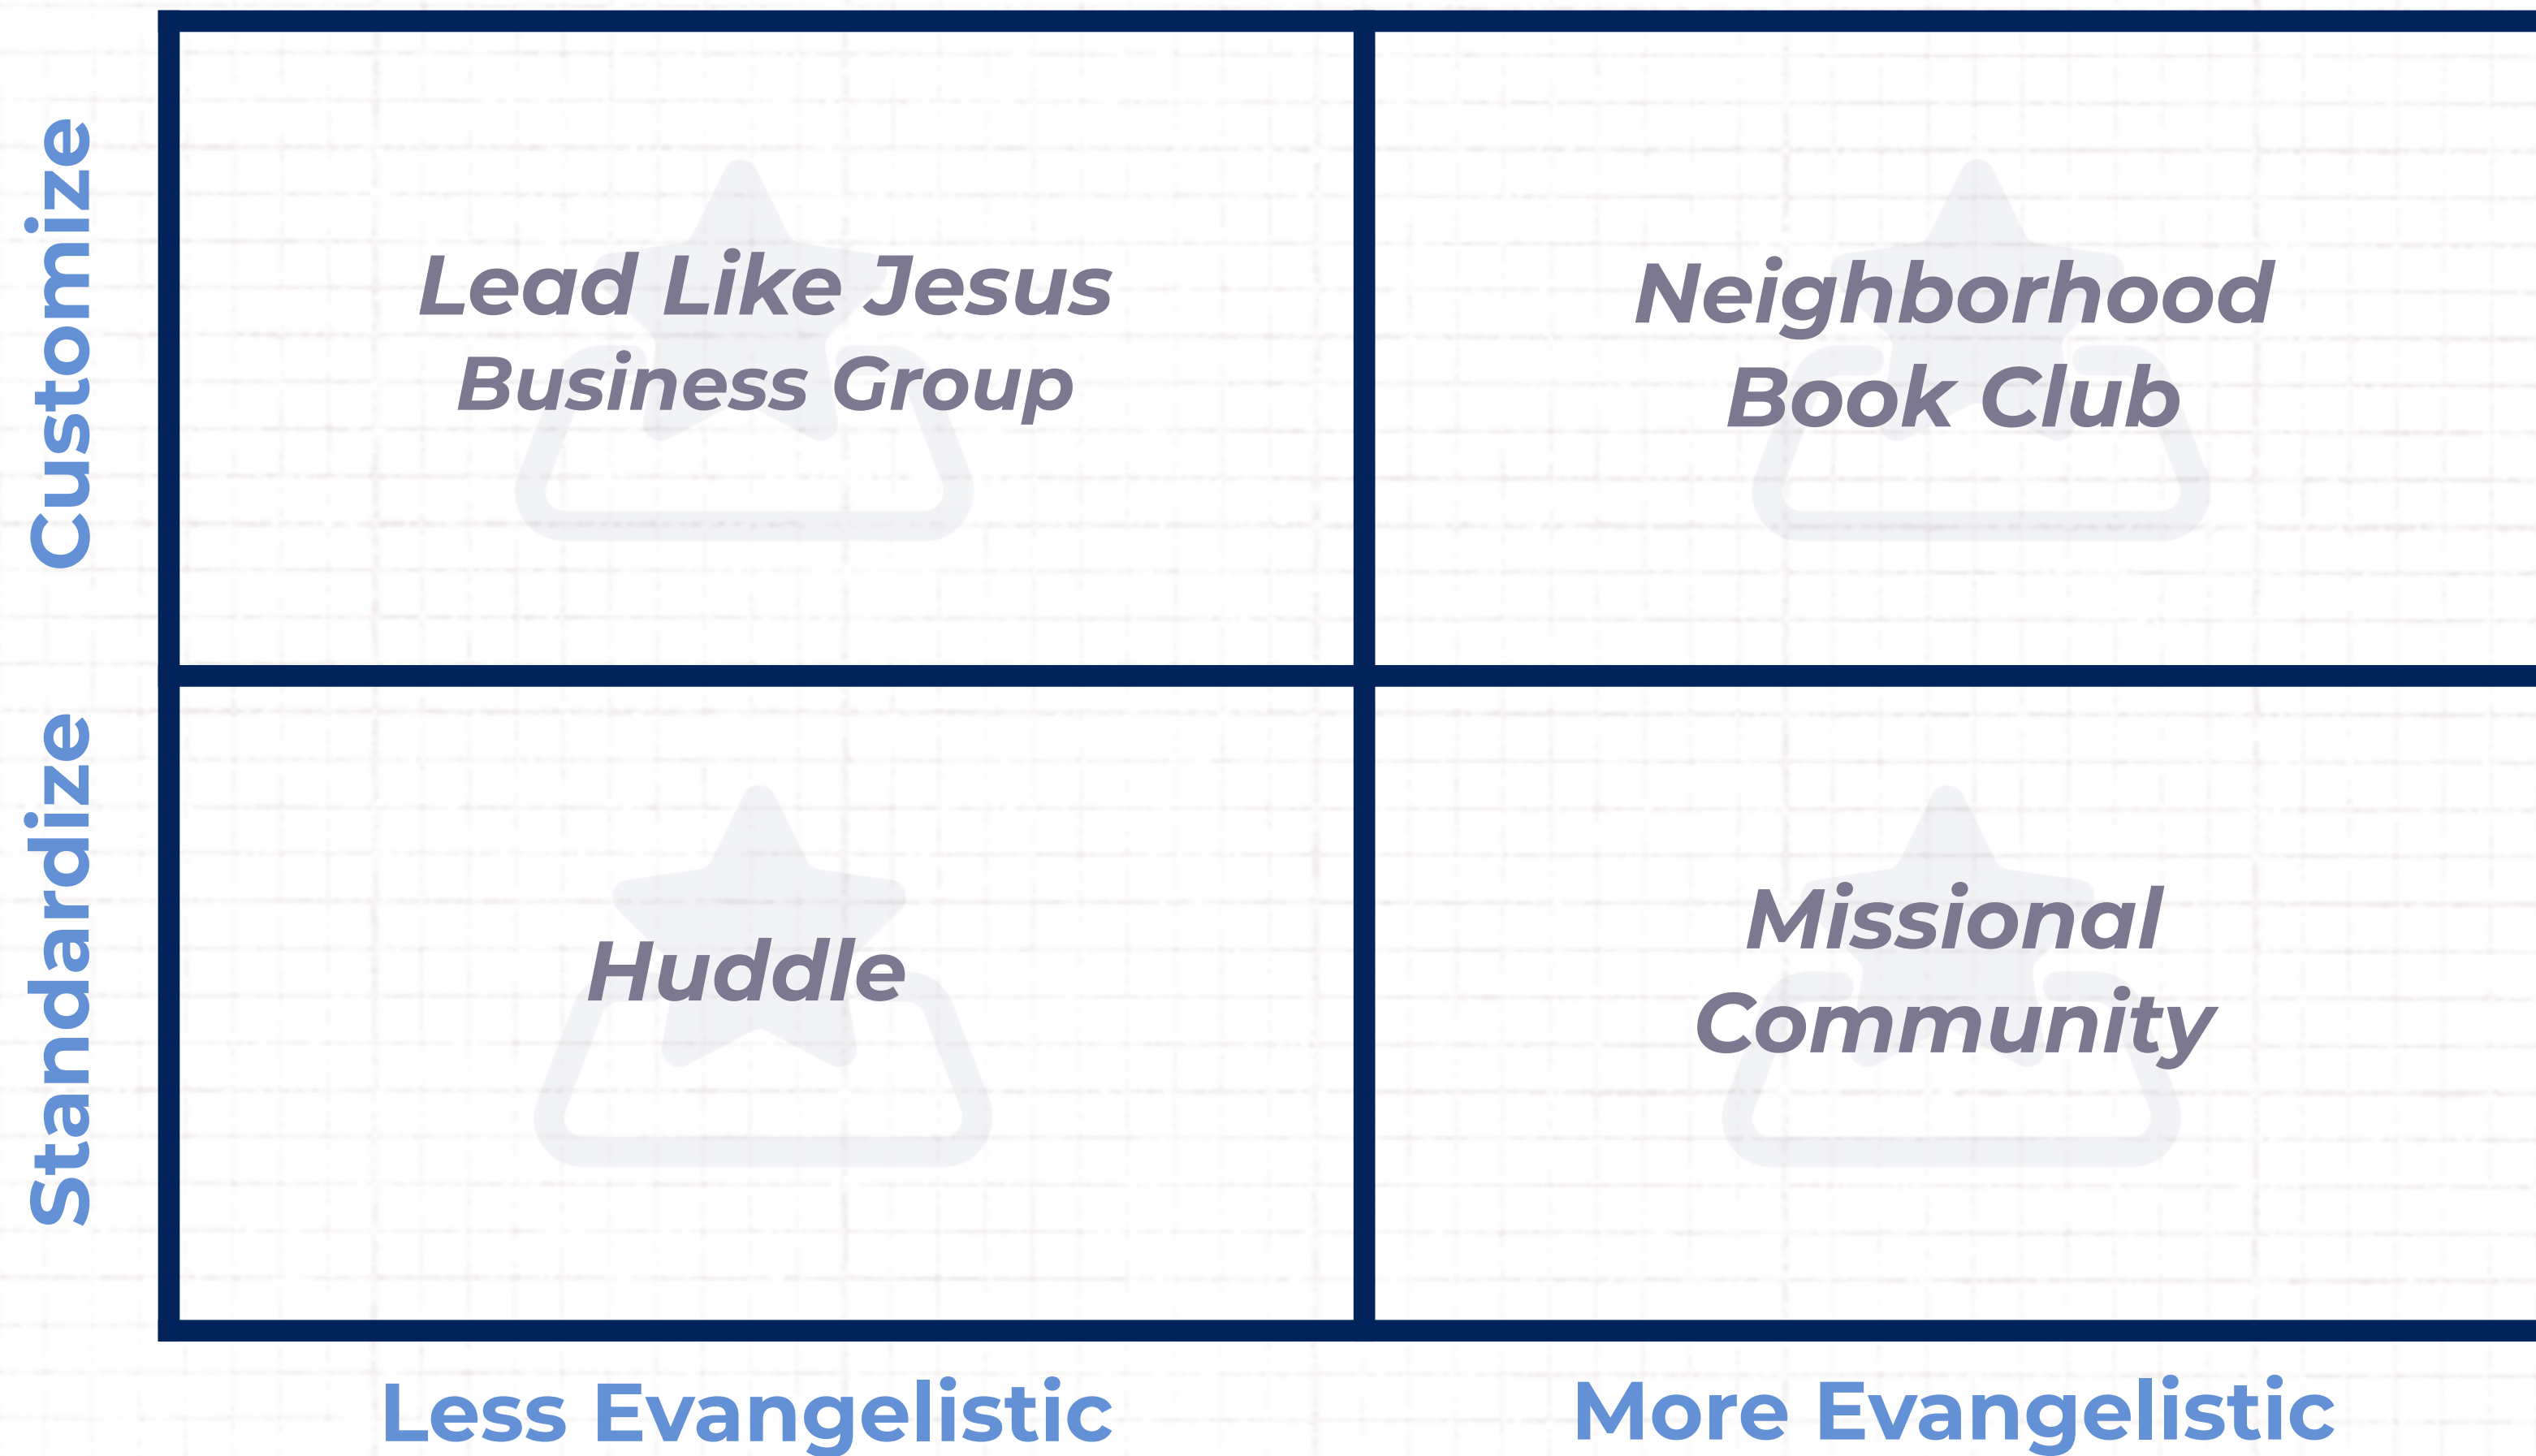 Customize
Lead Like Jesus
Business Group
Neighborhood
Book Club
Standardize
Huddle
Missional
Community
Less Evangelistic
More Evangelistic